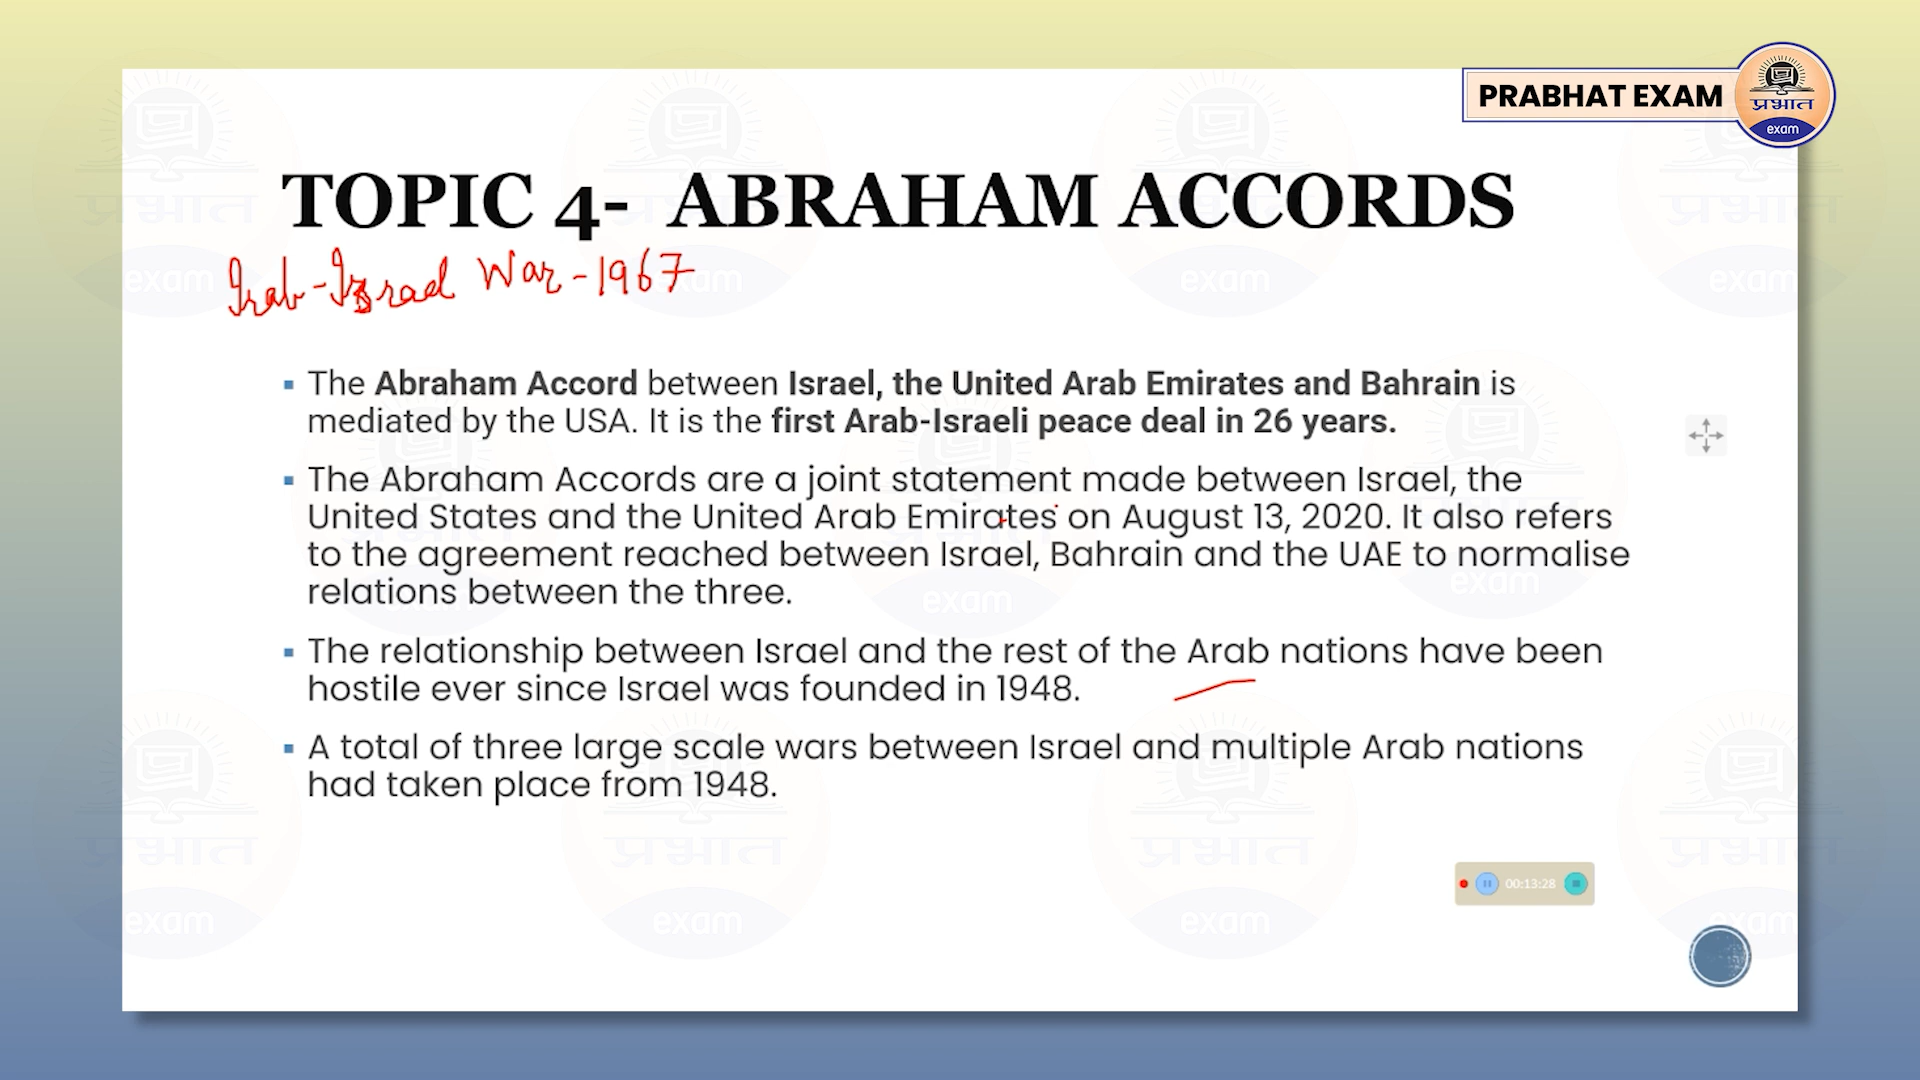 PRABHAT EXAM
प्रभात
exam
TOPIC 4- ABRAHAM ACCORDS
Arab-Israel War-1967
▪ The Abraham Accord between Israel, the United Arab Emirates and Bahrain is
mediated by the USA. It is the first Arab-Israeli peace deal in 26 years.
▪ The Abraham Accords are a joint statement made between Israel, the
United States and the United Arab Emirates on August 13, 2020. It also refers
to the agreement reached between Israel, Bahrain and the UAE to normalise
relations between the three.
▪ The relationship between Israel and the rest of the Arab nations have been
hostile ever since Israel was founded in 1948.
▪ A total of three large scale wars between Israel and multiple Arab nations
had taken place from 1948.
00:13:28